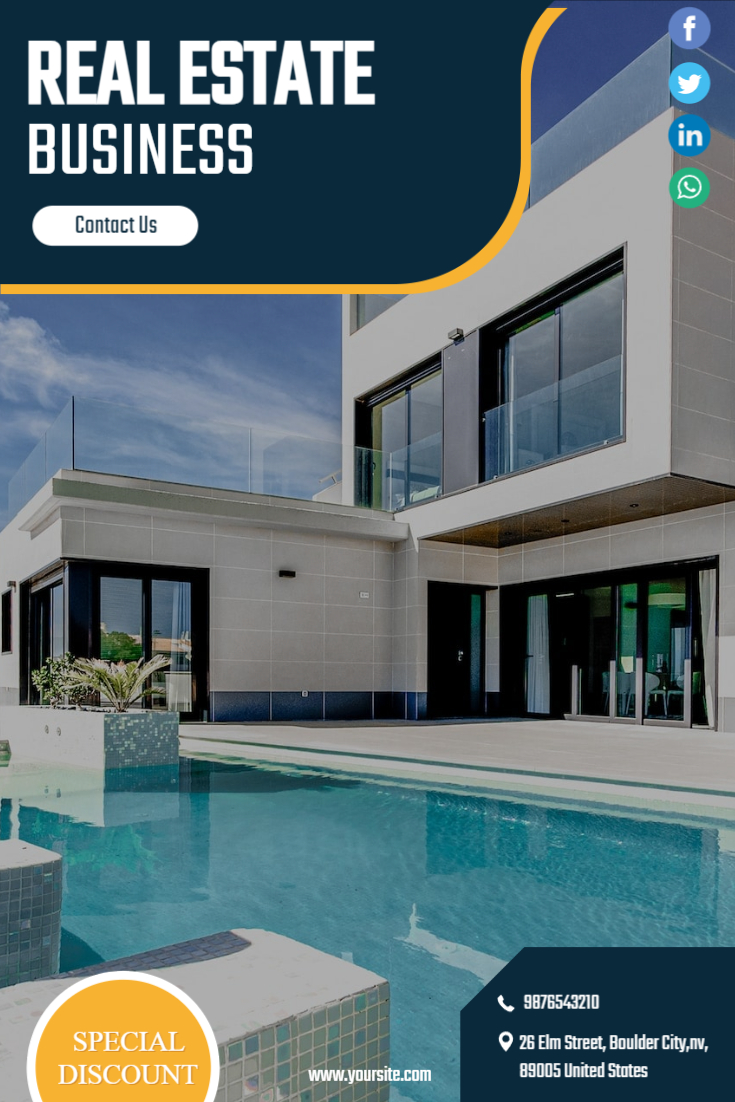 REAL ESTATE
BUSINESS
Contact Us
9876543210
26 Elm Street, Boulder City,nv,
89005 United States
SPECIAL
DISCOUNT
www.yoursite.com